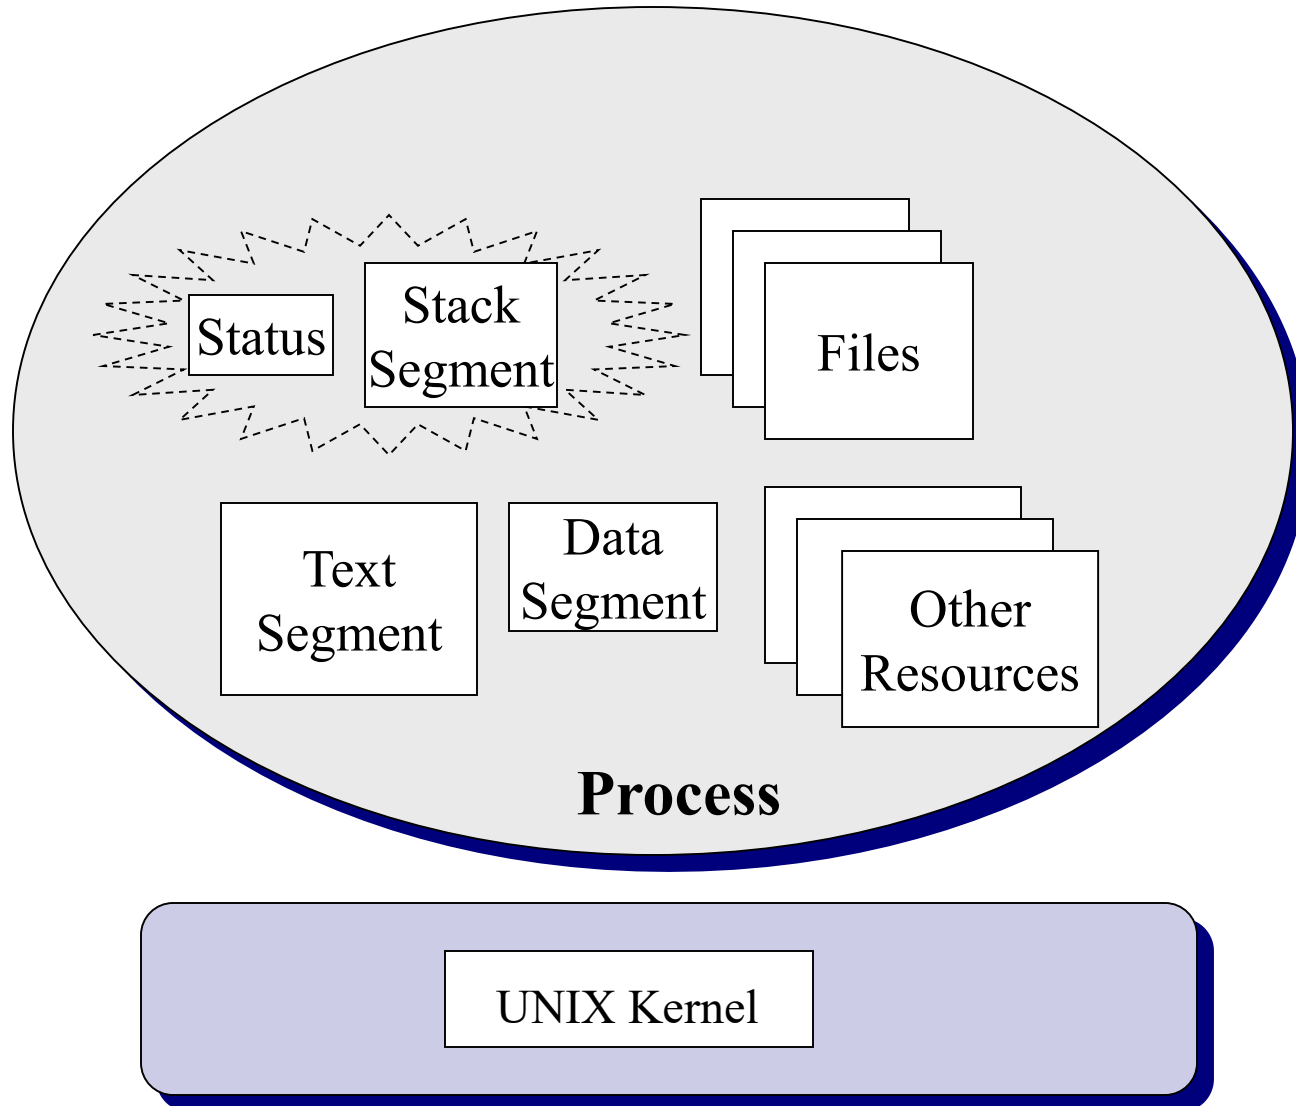 Status
Stack
Segment
Files
Text
Segment
Data
Segment
Other
Resources
Process
UNIX Kernel